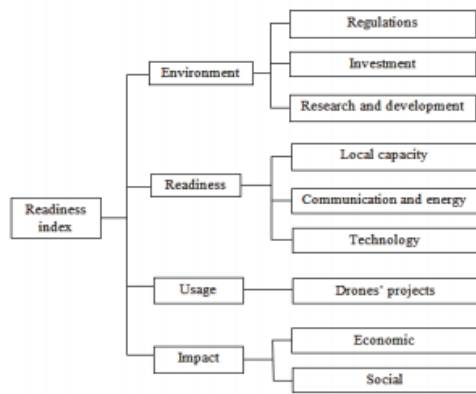 Regulations
Environment
Investment
Research and development
Local capacity
Readiness
Communication and energy
Readiness
index
Technology
Usage
Drones' projects
Economic
Impact
Social